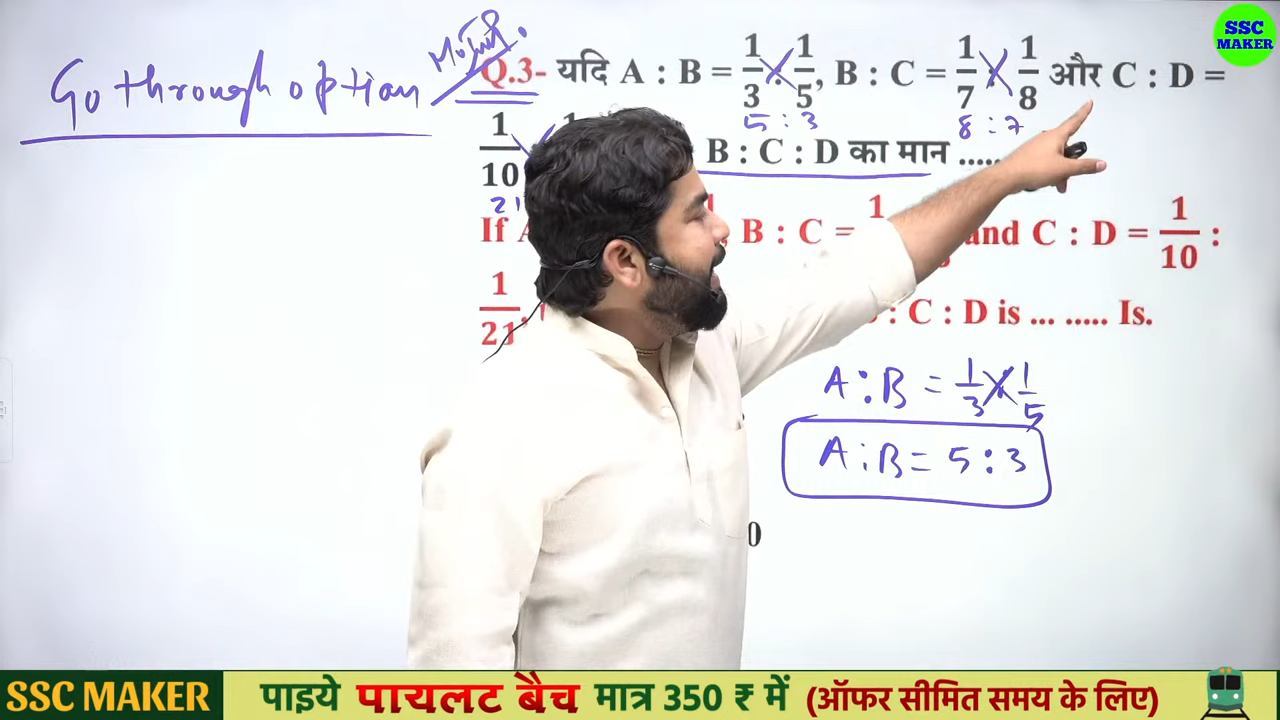 SSC
MAKER
Go through option
Q.3- यदि A : B = 1/3 : 1/5, B : C = 1/7 : 1/8 और C : D =
5 : 3 8 : 7
1/10
B : C : D का मान .....
21
If B : C = 1 and C : D = 1/10 :
1/21,
: C : D is ... ..... Is.
A : B = 1/3 : 1/5
A : B = 5 : 3
0
SSC MAKER पाइये पायलट बैच मात्र 350 ₹ में (ऑफर सीमित समय के लिए)